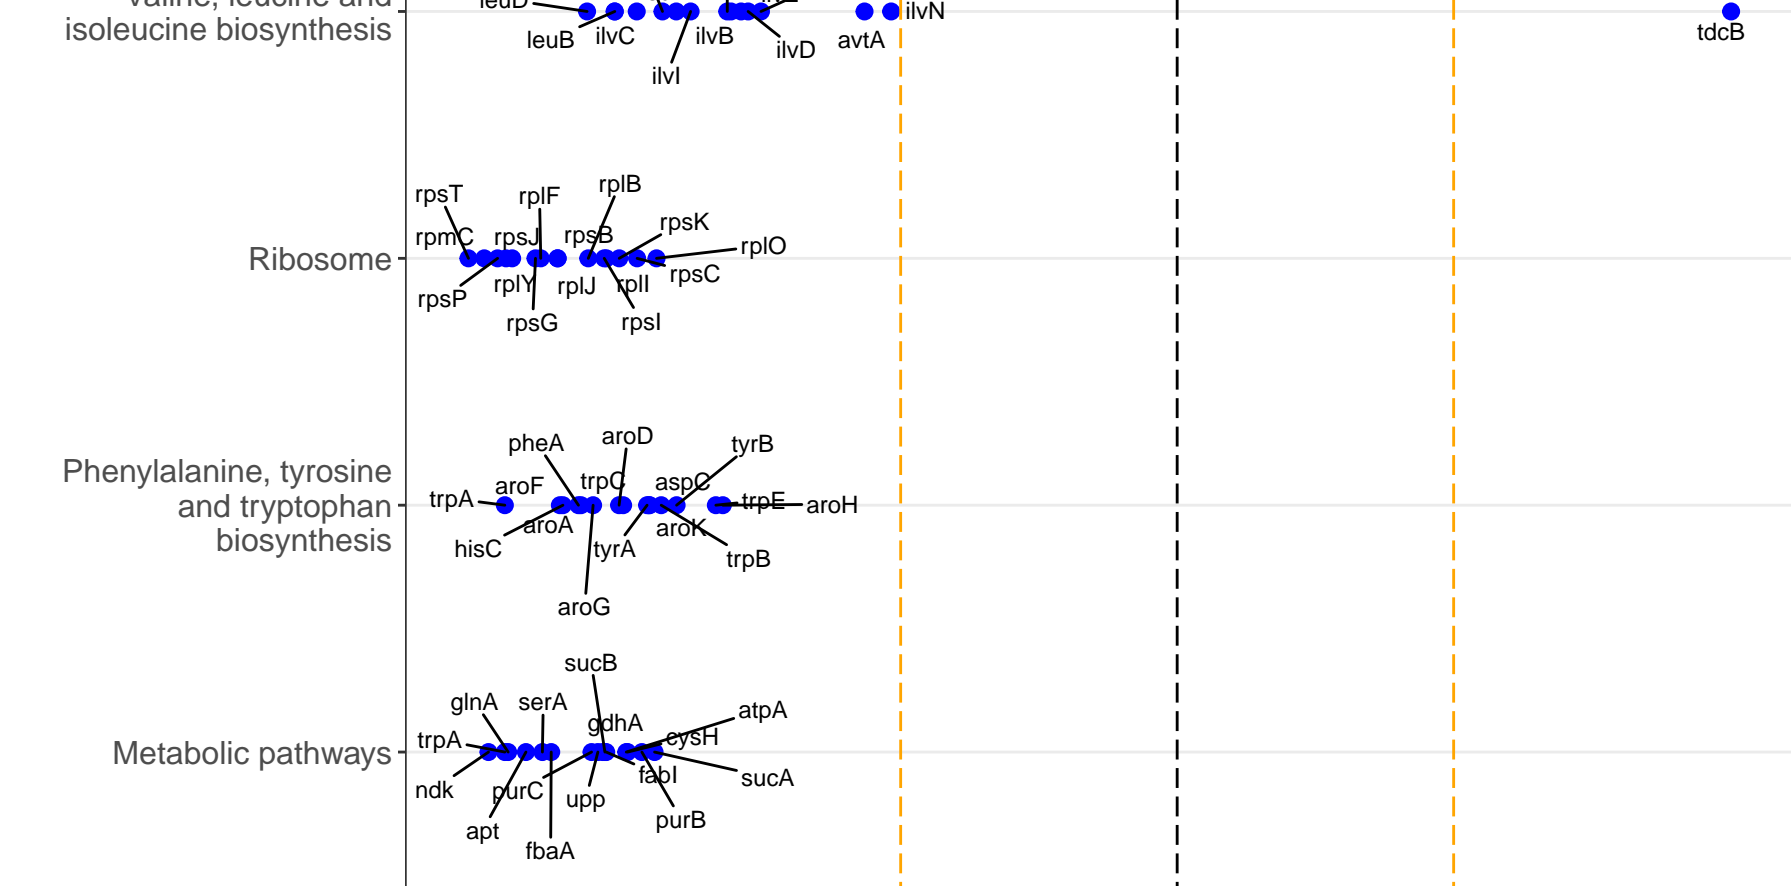 valine, leucine and
isoleucine biosynthesis
leuD
leuB
ilvC
ilvI
ilvB
ilvD
avtA
ilvN
tdcB
Ribosome
rpsT
rplF
rplB
rpsK
rpmC
rpsJ
rpsB
rplO
rpsP
rplY
rplJ
rplI
rpsC
rpsG
rpsI
Phenylalanine, tyrosine
and tryptophan
biosynthesis
pheA
aroD
tyrB
trpA
aroF
trpC
aspC
trpE
aroH
hisC
aroA
tyrA
aroK
trpB
aroG
Metabolic pathways
sucB
glnA
serA
gdhA
atpA
trpA
cysH
ndk
purC
upp
fabI
sucA
apt
purB
fbaA